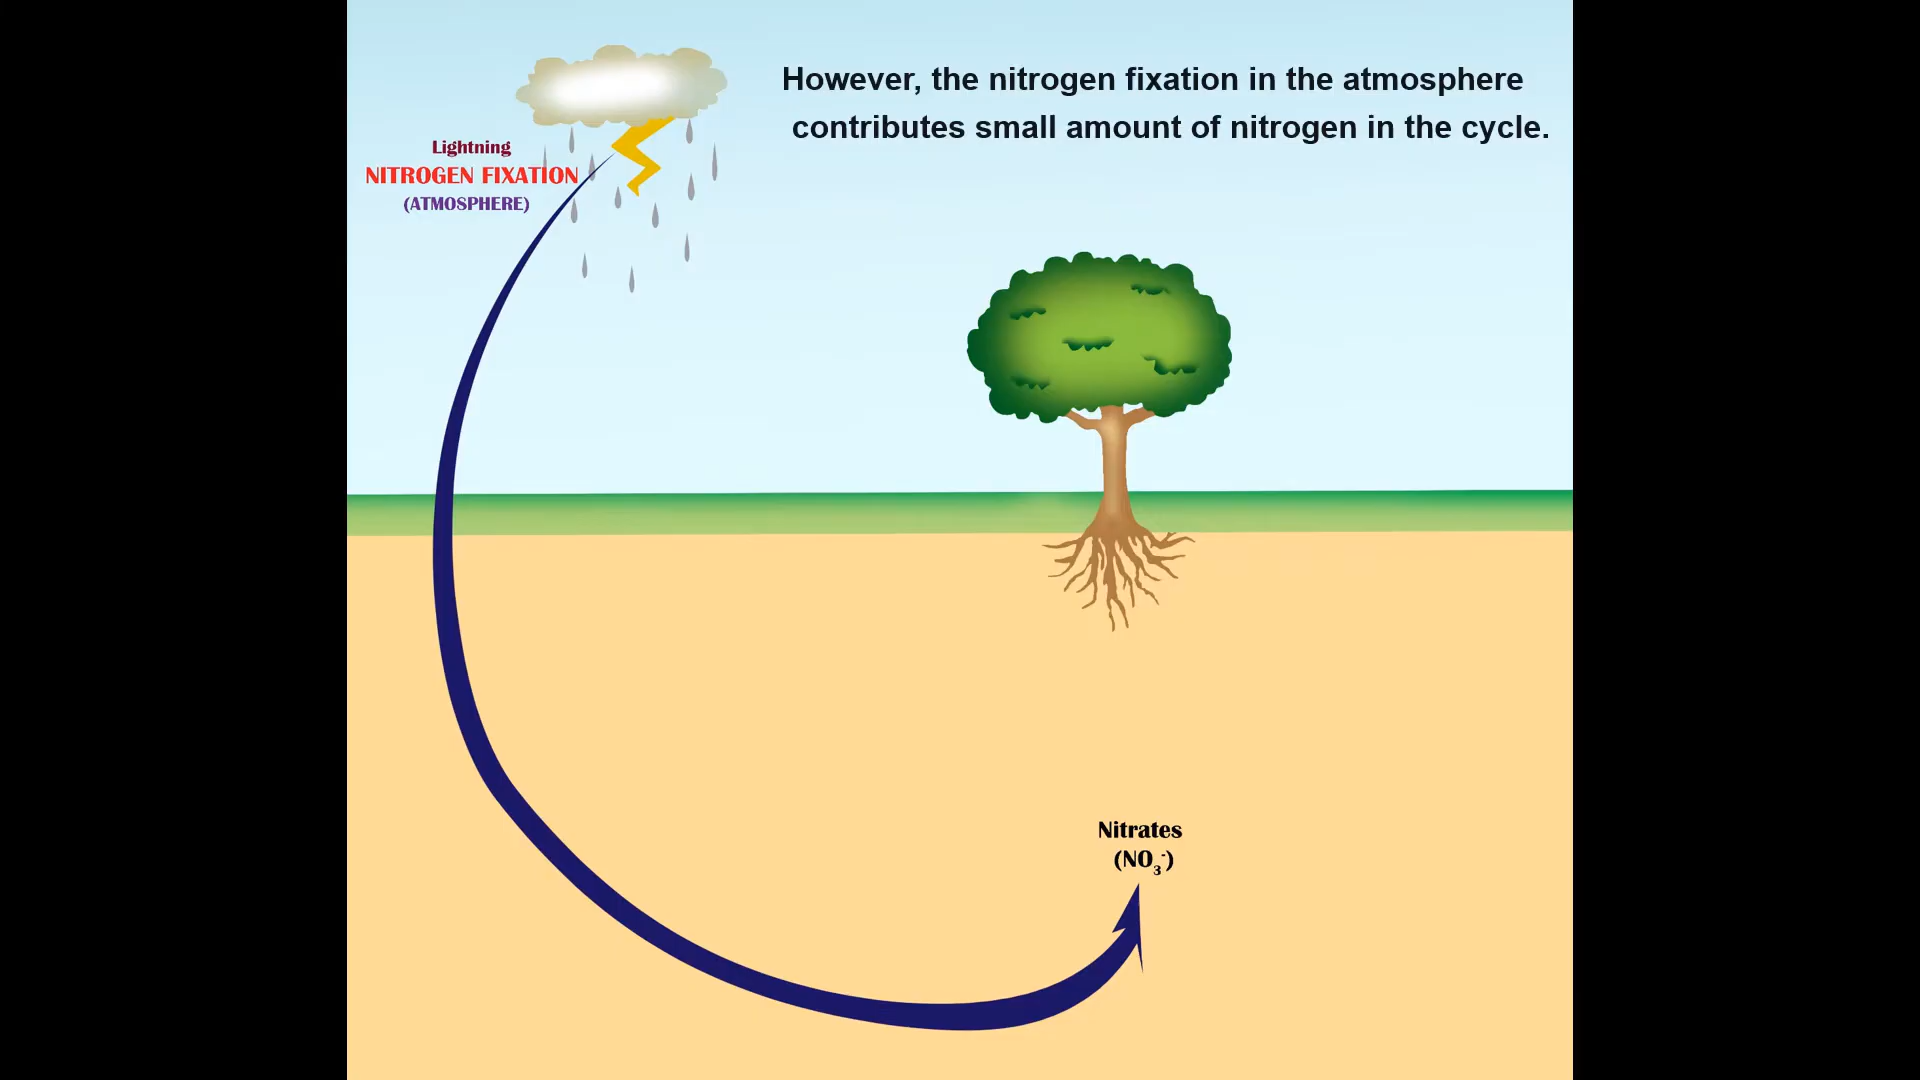 However, the nitrogen fixation in the atmosphere
contributes small amount of nitrogen in the cycle.
Lightning
NITROGEN FIXATION
(ATMOSPHERE)
Nitrates
(NO₃⁻)